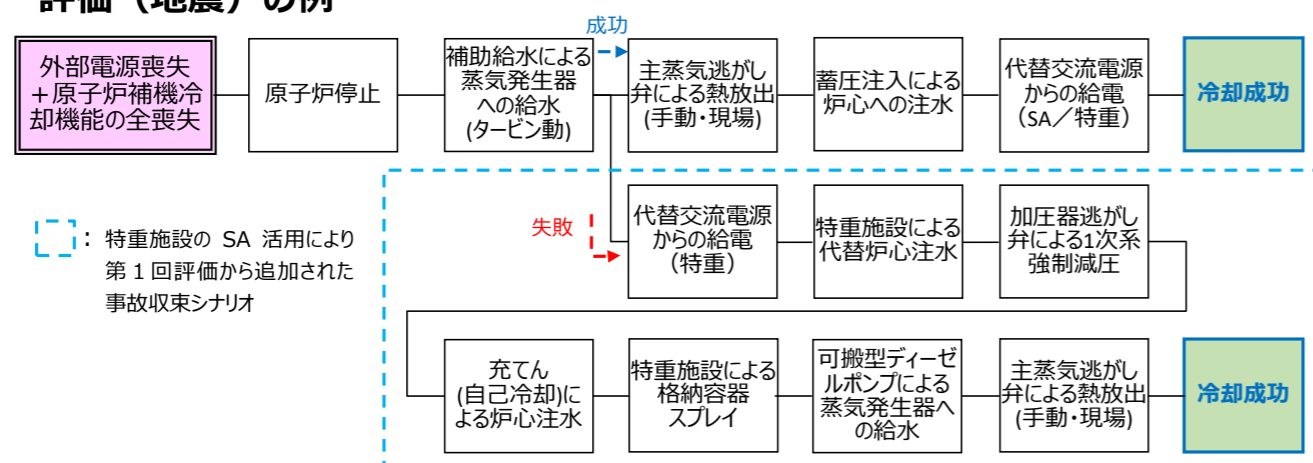 評価（地震）の例
外部電源喪失
＋原子炉補機冷
却機能の全喪失
原子炉停止
補助給水による
蒸気発生器
への給水
(タービン動)
成功
主蒸気逃がし
弁による熱放出
(手動・現場)
蓄圧注入による
炉心への注水
代替交流電源
からの給電
（SA／特重）
冷却成功
：特重施設の SA 活用により
第１回評価から追加された
事故収束シナリオ
失敗
代替交流電源
からの給電
（特重）
特重施設による
代替炉心注水
加圧器逃がし
弁による1次系
強制減圧
充てん
(自己冷却)に
よる炉心注水
特重施設による
格納容器
スプレイ
可搬型ディーゼ
ルポンプによる
蒸気発生器へ
の給水
主蒸気逃がし
弁による熱放出
(手動・現場)
冷却成功